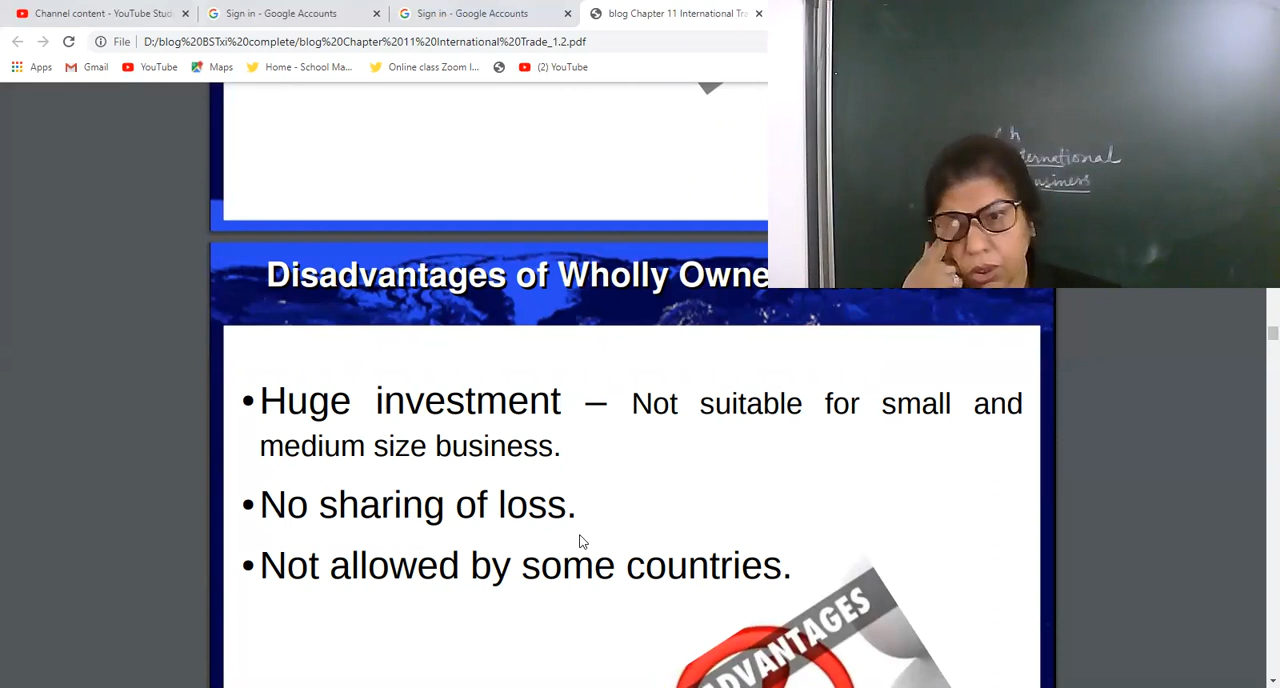 Channel content - YouTube Stud
Sign in - Google Accounts
Sign in - Google Accounts
blog Chapter 11 International Tra
File
D:/blog%20BSTxi%20complete/blog%20Chapter%2011%20International%20Trade_1.2.pdf
Apps
Gmail
YouTube
Maps
Home - School Ma...
Online class Zoom l...
(2) YouTube
Ch
ternational
usiness
Disadvantages of Wholly Owne
•Huge investment – Not suitable for small and
medium size business.
•No sharing of loss.
•Not allowed by some countries.
ADVANTAGES